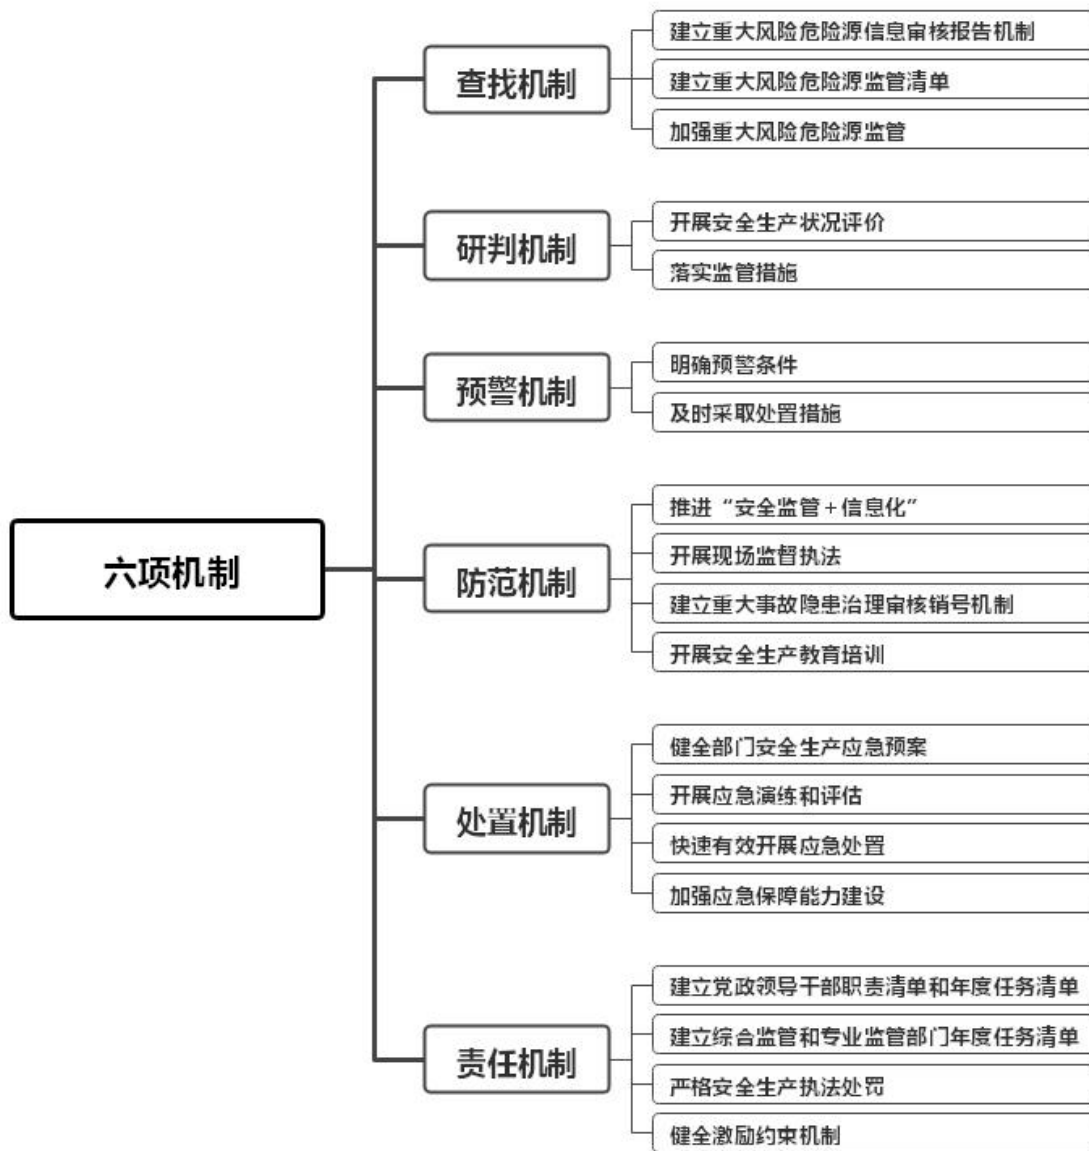 六项机制
查找机制
建立重大风险危险源信息审核报告机制
建立重大风险危险源监管清单
加强重大风险危险源监管
研判机制
开展安全生产状况评价
落实监管措施
预警机制
明确预警条件
及时采取处置措施
防范机制
推进“安全监管+信息化”
开展现场监督执法
建立重大事故隐患治理审核销号机制
开展安全生产教育培训
处置机制
健全部门安全生产应急预案
开展应急演练和评估
快速有效开展应急处置
加强应急保障能力建设
责任机制
建立党政领导干部职责清单和年度任务清单
建立综合监管和专业监管部门年度任务清单
严格安全生产执法处罚
健全激励约束机制